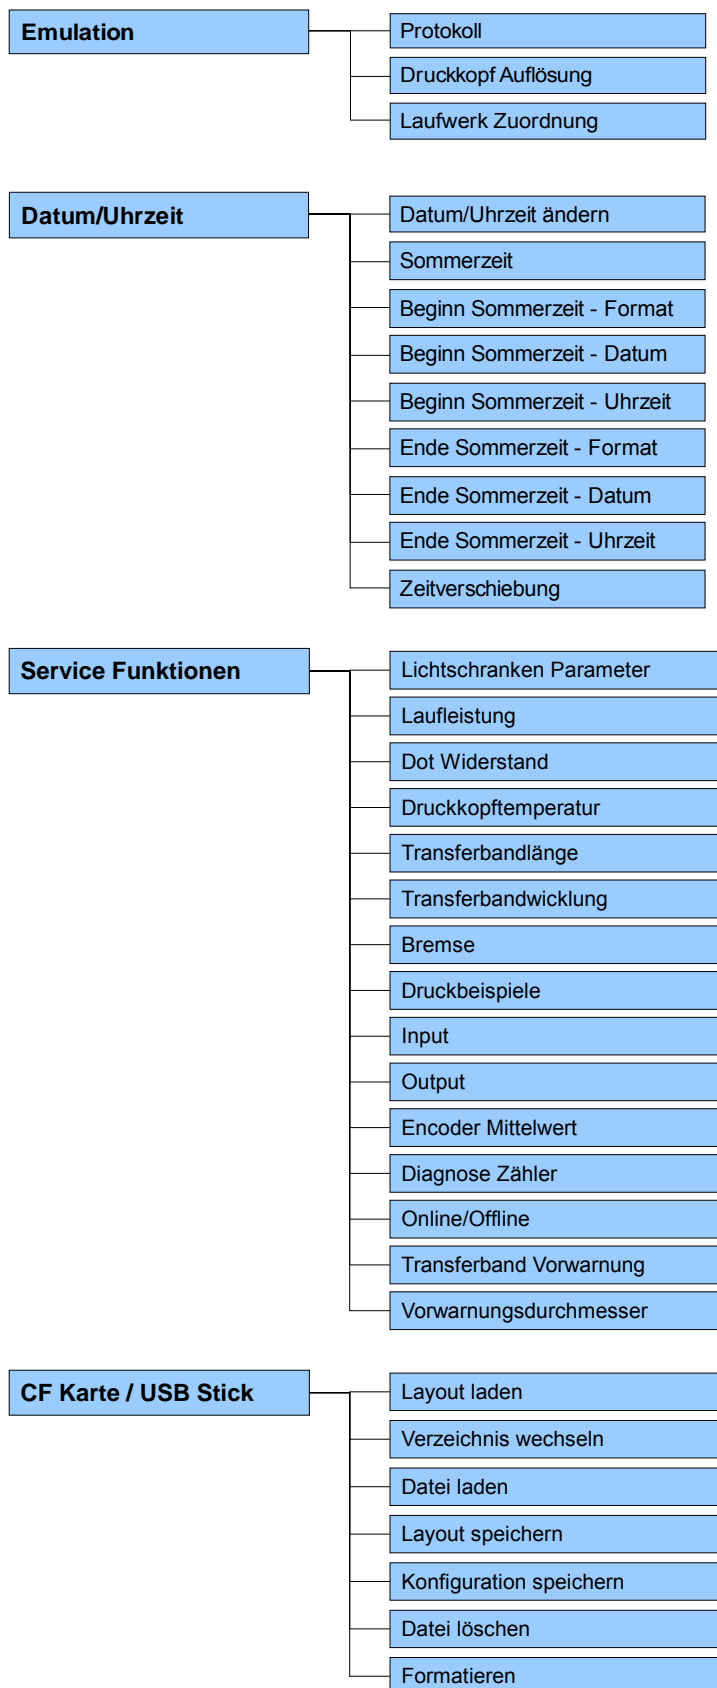 Emulation
Protokoll
Druckkopf Auflösung
Laufwerk Zuordnung
Datum/Uhrzeit
Datum/Uhrzeit ändern
Sommerzeit
Beginn Sommerzeit - Format
Beginn Sommerzeit - Datum
Beginn Sommerzeit - Uhrzeit
Ende Sommerzeit - Format
Ende Sommerzeit - Datum
Ende Sommerzeit - Uhrzeit
Zeitverschiebung
Service Funktionen
Lichtschranken Parameter
Laufleistung
Dot Widerstand
Druckkopftemperatur
Transferbandlänge
Transferbandwicklung
Bremse
Druckbeispiele
Input
Output
Encoder Mittelwert
Diagnose Zähler
Online/Offline
Transferband Vorwarnung
Vorwarnungsdurchmesser
CF Karte / USB Stick
Layout laden
Verzeichnis wechseln
Datei laden
Layout speichern
Konfiguration speichern
Datei löschen
Formatieren